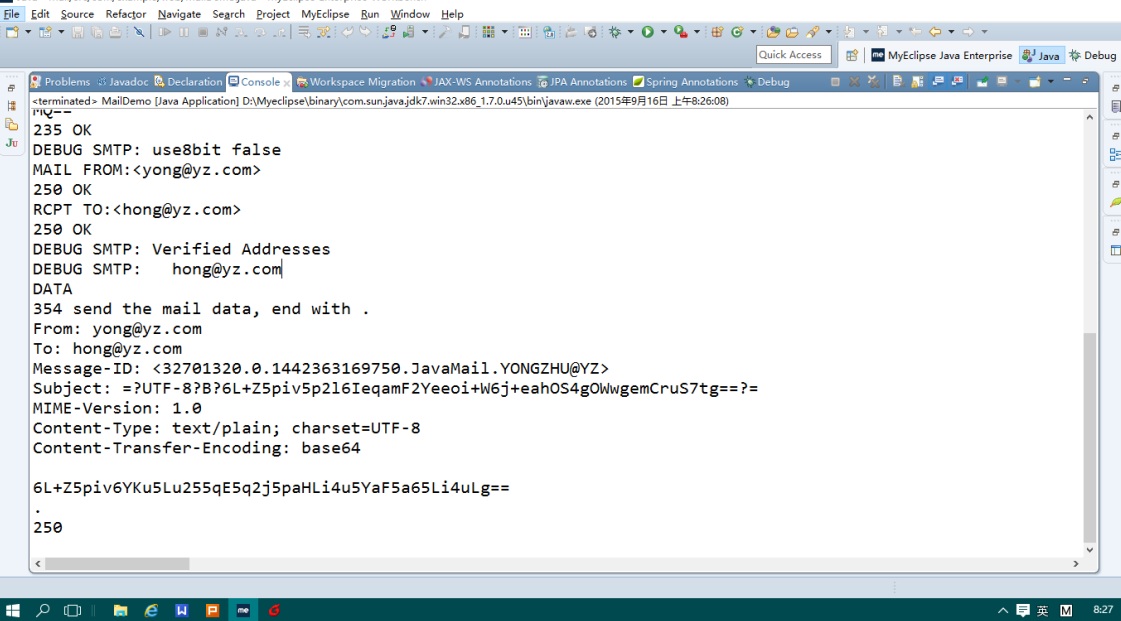 File Edit Source Refactor Navigate Search Project MyEclipse Run Window Help
Quick Access
me MyEclipse Java Enterprise Java Debug
Problems Javadoc Declaration Console Workspace Migration JAX-WS Annotations JPA Annotations Spring Annotations Debug
<terminated> MailDemo [Java Application] D:\Myeclipse\binary\com.sun.java.jdk7.win32.x86_1.7.0.u45\bin\javaw.exe (2015年9月16日 上午8:26:08)
MQ==
235 OK
DEBUG SMTP: use8bit false
MAIL FROM:<yong@yz.com>
250 OK
RCPT TO:<hong@yz.com>
250 OK
DEBUG SMTP: Verified Addresses
DEBUG SMTP:   hong@yz.com
DATA
354 send the mail data, end with .
From: yong@yz.com
To: hong@yz.com
Message-ID: <32701320.0.1442363169750.JavaMail.YONGZHU@YZ>
Subject: =?UTF-8?B?6L+Z5piv5p2l6IeqamF2Yeeoi+W6j+eahOS4gOWwgemCruS7tg==?=
MIME-Version: 1.0
Content-Type: text/plain; charset=UTF-8
Content-Transfer-Encoding: base64
6L+Z5piv6YKu5Lu255qE5q2j5paHLi4u5YaF5a65Li4uLg==
.
250
Ju
W P me
英 M 8:27